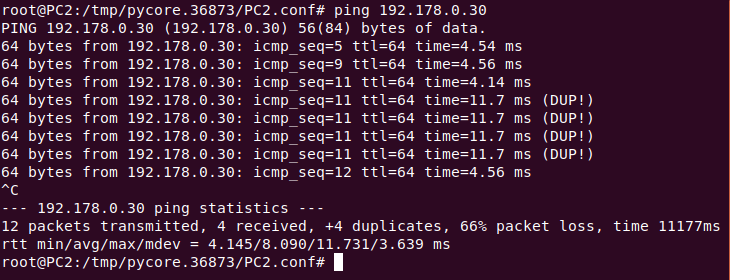 root@PC2:/tmp/pycore.36873/PC2.conf# ping 192.178.0.30
PING 192.178.0.30 (192.178.0.30) 56(84) bytes of data.
64 bytes from 192.178.0.30: icmp_seq=5 ttl=64 time=4.54 ms
64 bytes from 192.178.0.30: icmp_seq=9 ttl=64 time=4.56 ms
64 bytes from 192.178.0.30: icmp_seq=11 ttl=64 time=4.14 ms
64 bytes from 192.178.0.30: icmp_seq=11 ttl=64 time=11.7 ms (DUP!)
64 bytes from 192.178.0.30: icmp_seq=11 ttl=64 time=11.7 ms (DUP!)
64 bytes from 192.178.0.30: icmp_seq=11 ttl=64 time=11.7 ms (DUP!)
64 bytes from 192.178.0.30: icmp_seq=11 ttl=64 time=11.7 ms (DUP!)
64 bytes from 192.178.0.30: icmp_seq=12 ttl=64 time=4.56 ms
^C
--- 192.178.0.30 ping statistics ---
12 packets transmitted, 4 received, +4 duplicates, 66% packet loss, time 11177ms
rtt min/avg/max/mdev = 4.145/8.090/11.731/3.639 ms
root@PC2:/tmp/pycore.36873/PC2.conf#